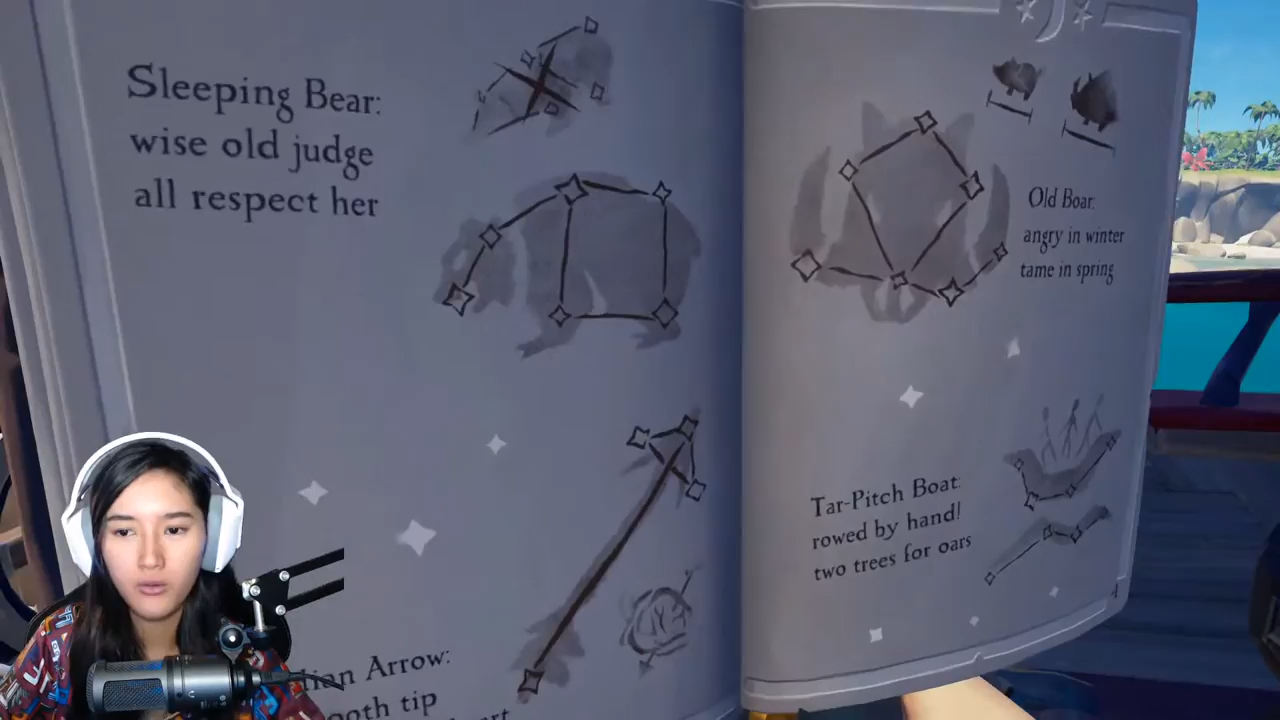 Sleeping Bear:
wise old judge
all respect her
Arrow:
tip
Old Boar:
angry in winter
tame in spring
Tar-Pitch Boat:
rowed by hand!
two trees for oars